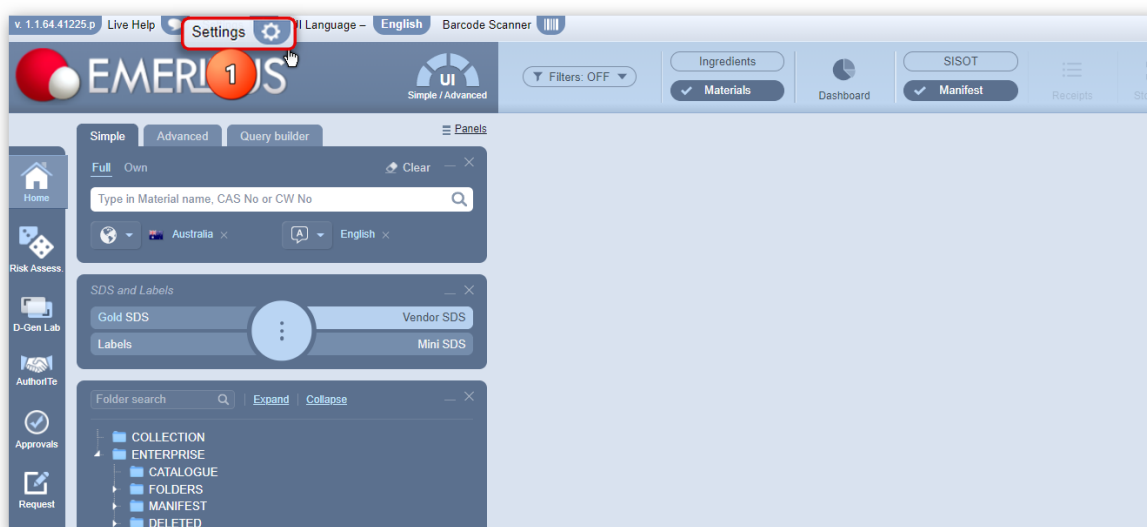 v. 1.1.64.41225.p Live Help Settings UI Language – English Barcode Scanner
1
UI
Simple / Advanced
Filters: OFF
Ingredients
Materials
Dashboard
SISOT
Manifest
Receipts
Simple Advanced Query builder Panels
Full Own Clear
Type in Material name, CAS No or CW No
Australia English
Home
Risk Assess.
D-Gen Lab
AuthorITe
Approvals
Request
SDS and Labels
Gold SDS Vendor SDS
Labels Mini SDS
Folder search Expand Collapse
COLLECTION
ENTERPRISE
CATALOGUE
FOLDERS
MANIFEST
DELETED